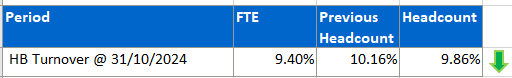 Period FTE Previous Headcount Headcount
HB Turnover @ 31/10/2024 9.40% 10.16% 9.86%